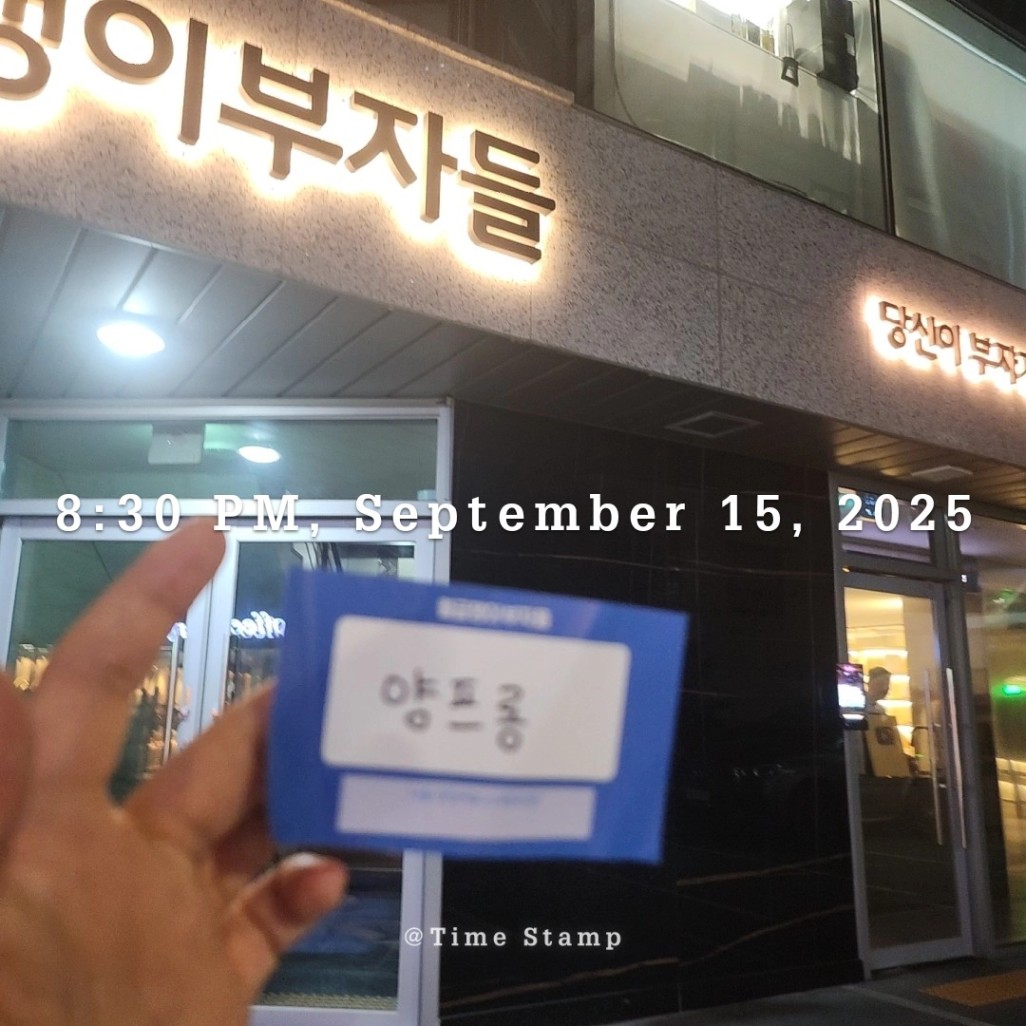 이부자들
당신이 부자
8:30 PM, September 15, 2025
양트롱
@Time Stamp